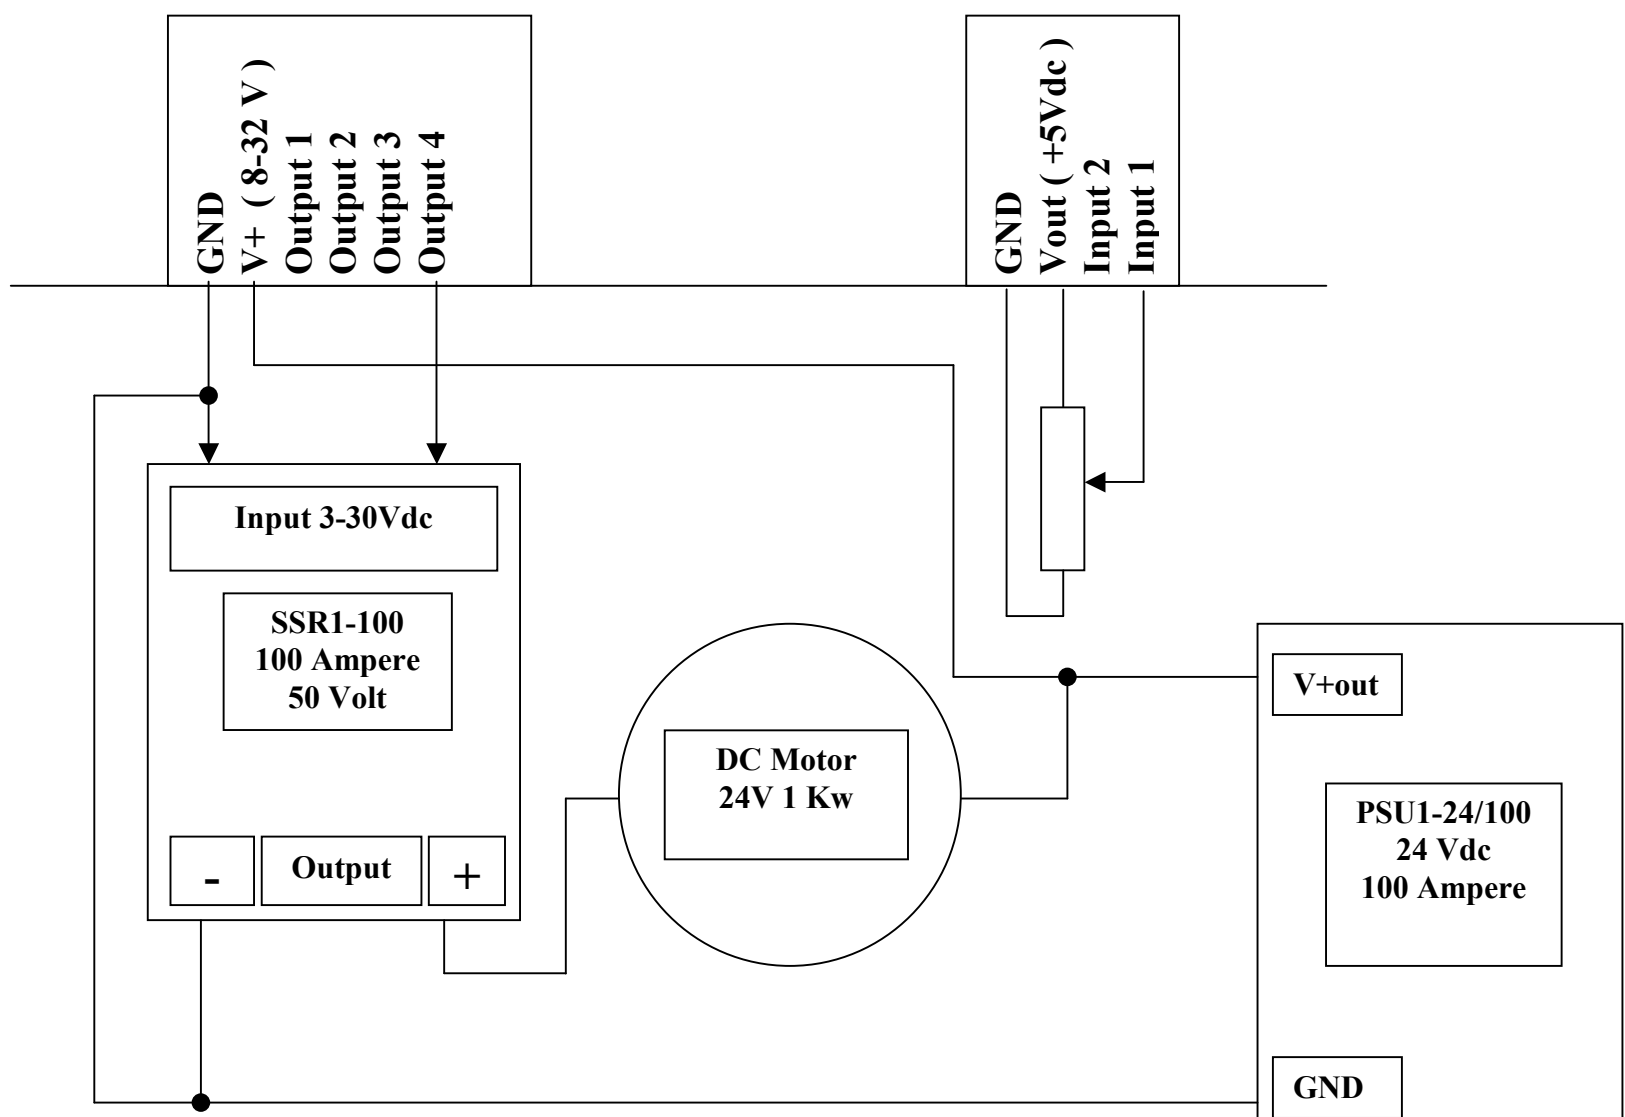 GND
V+ ( 8-32 V )
Output 1
Output 2
Output 3
Output 4
GND
Vout ( +5Vdc )
Input 2
Input 1
Input 3-30Vdc
SSR1-100
100 Ampere
50 Volt
- Output +
DC Motor
24V 1 Kw
V+out
PSU1-24/100
24 Vdc
100 Ampere
GND